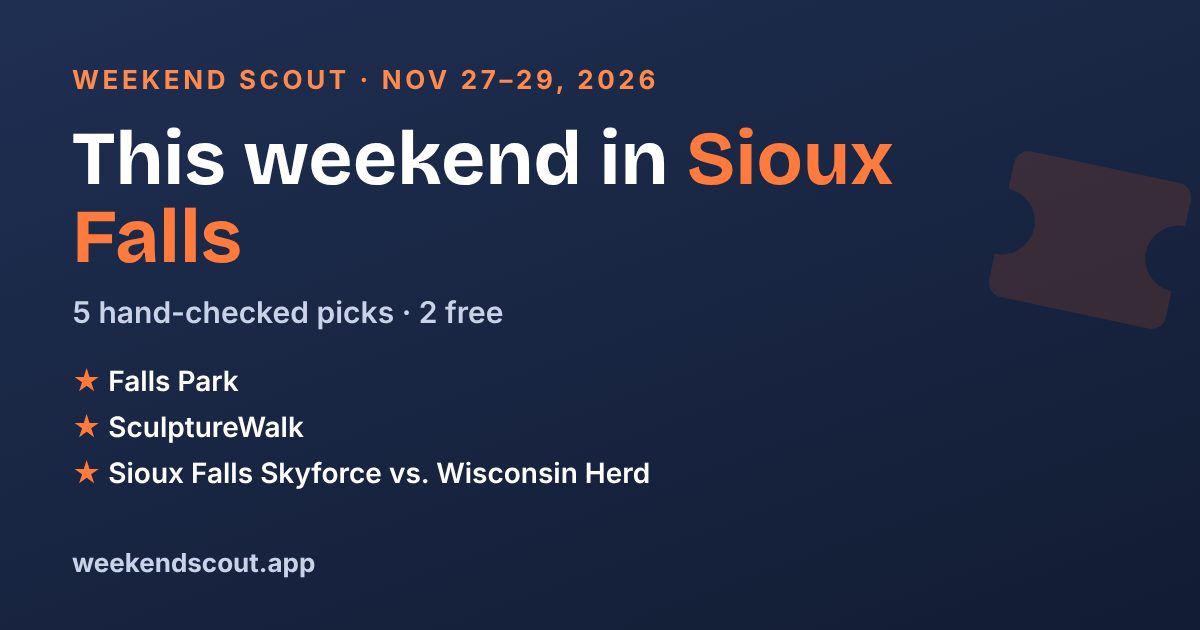 WEEKEND SCOUT · NOV 27–29, 2026
This weekend in Sioux
Falls
5 hand-checked picks · 2 free
★ Falls Park
★ SculptureWalk
★ Sioux Falls Skyforce vs. Wisconsin Herd
weekendscout.app